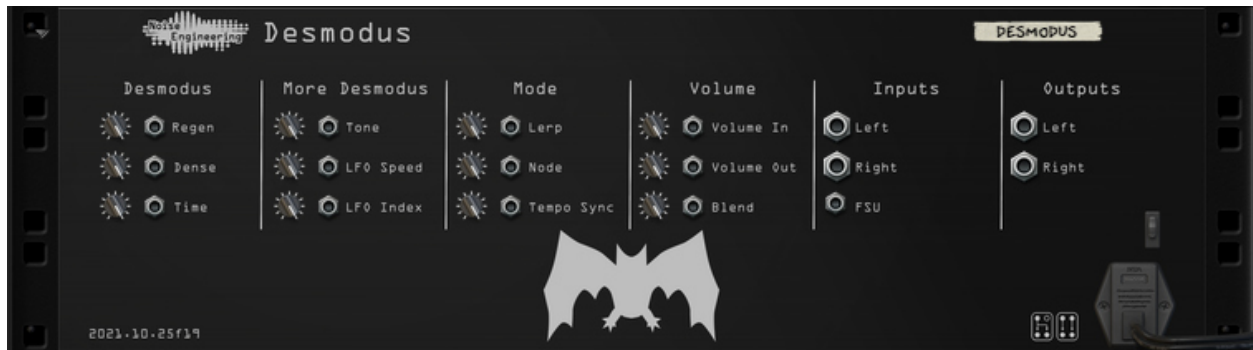 Noise
Engineering
Desmodus
DESMODUS
Desmodus
More Desmodus
Mode
Volume
Inputs
Outputs
Regen
Tone
Lerp
Volume In
Left
Left
Dense
LFO Speed
Node
Volume Out
Right
Right
Time
LFO Index
Tempo Sync
Blend
FSU
2021.10.25f19